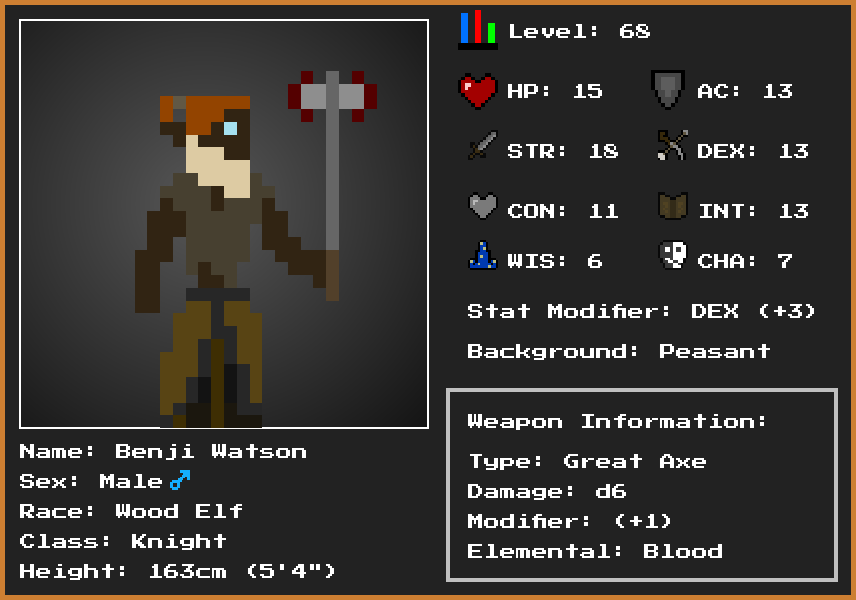 Level: 68
HP: 15 AC: 13
STR: 18 DEX: 13
CON: 11 INT: 13
WIS: 6 CHA: 7
Stat Modifier: DEX (+3)
Background: Peasant
Weapon Information:
Type: Great Axe
Damage: d6
Modifier: (+1)
Elemental: Blood
Name: Benji Watson
Sex: Male ♂
Race: Wood Elf
Class: Knight
Height: 163cm (5'4")